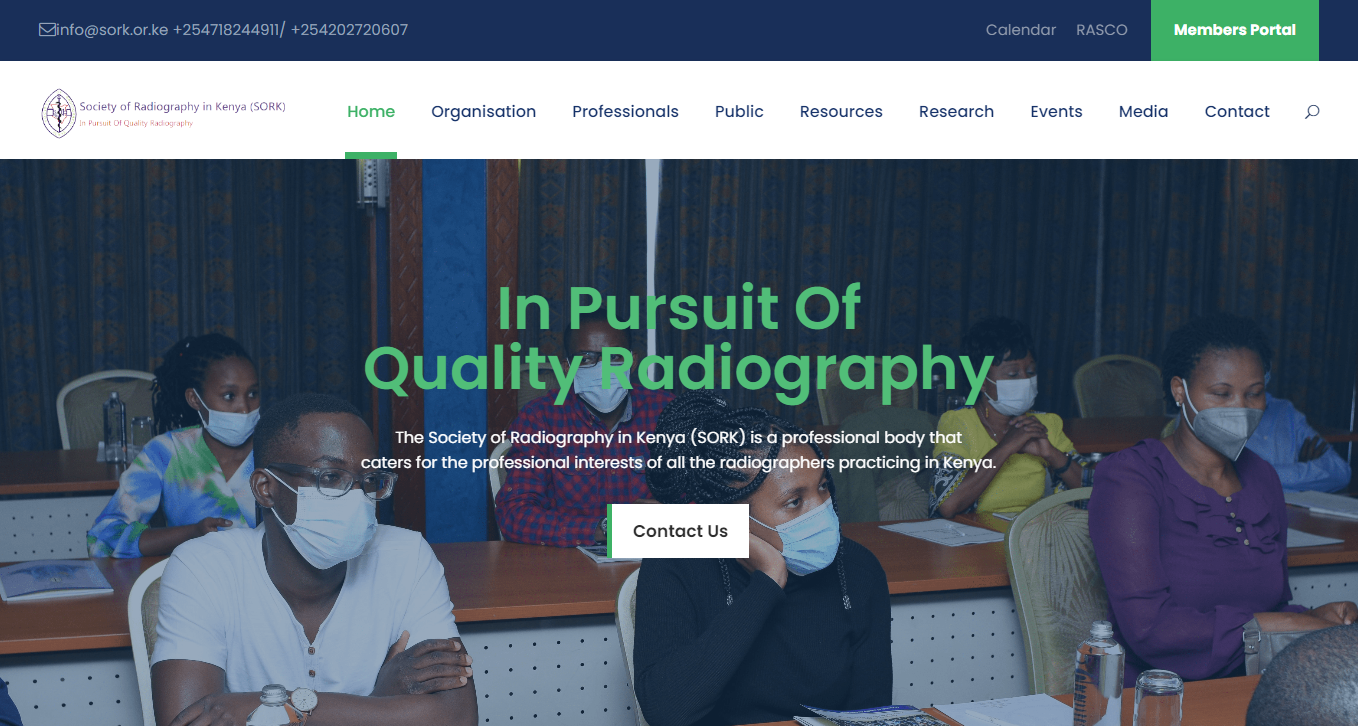 info@sork.or.ke +254718244911/ +254202720607
Calendar RASCO Members Portal
Society of Radiography in Kenya (SORK)
In Pursuit Of Quality Radiography
Home Organisation Professionals Public Resources Research Events Media Contact
In Pursuit Of
Quality Radiography
The Society of Radiography in Kenya (SORK) is a professional body that
caters for the professional interests of all the radiographers practicing in Kenya.
Contact Us